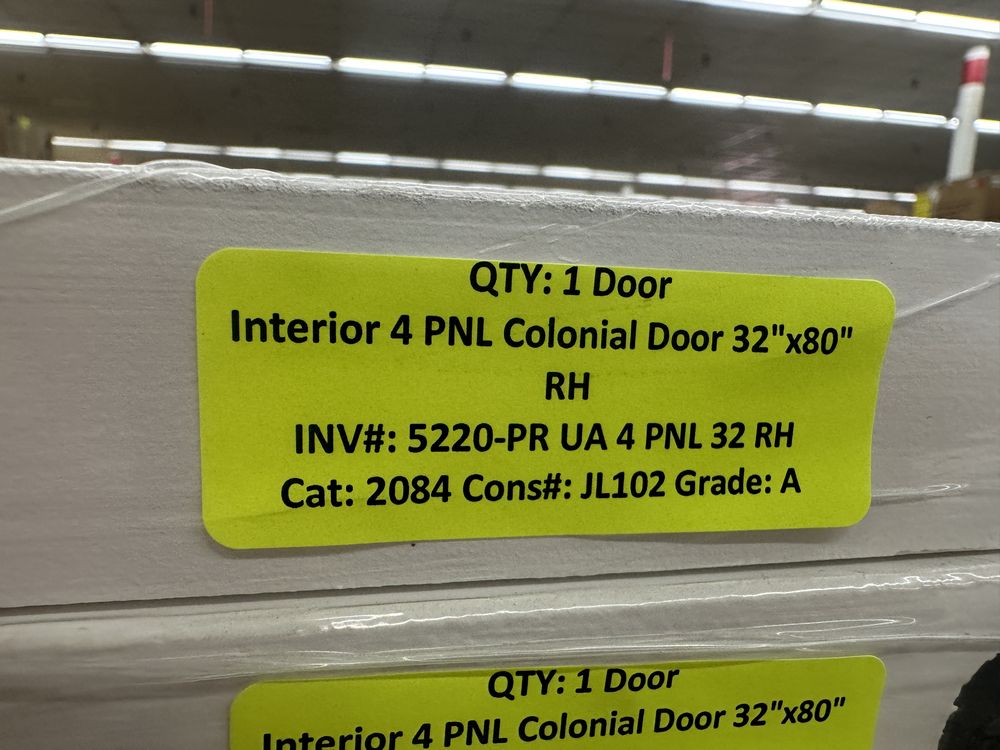 QTY: 1 Door
Interior 4 PNL Colonial Door 32"x80"
RH
INV#: 5220-PR UA 4 PNL 32 RH
Cat: 2084 Cons#: JL102 Grade: A
QTY: 1 Door
Interior 4 PNL Colonial Door 32"x80"